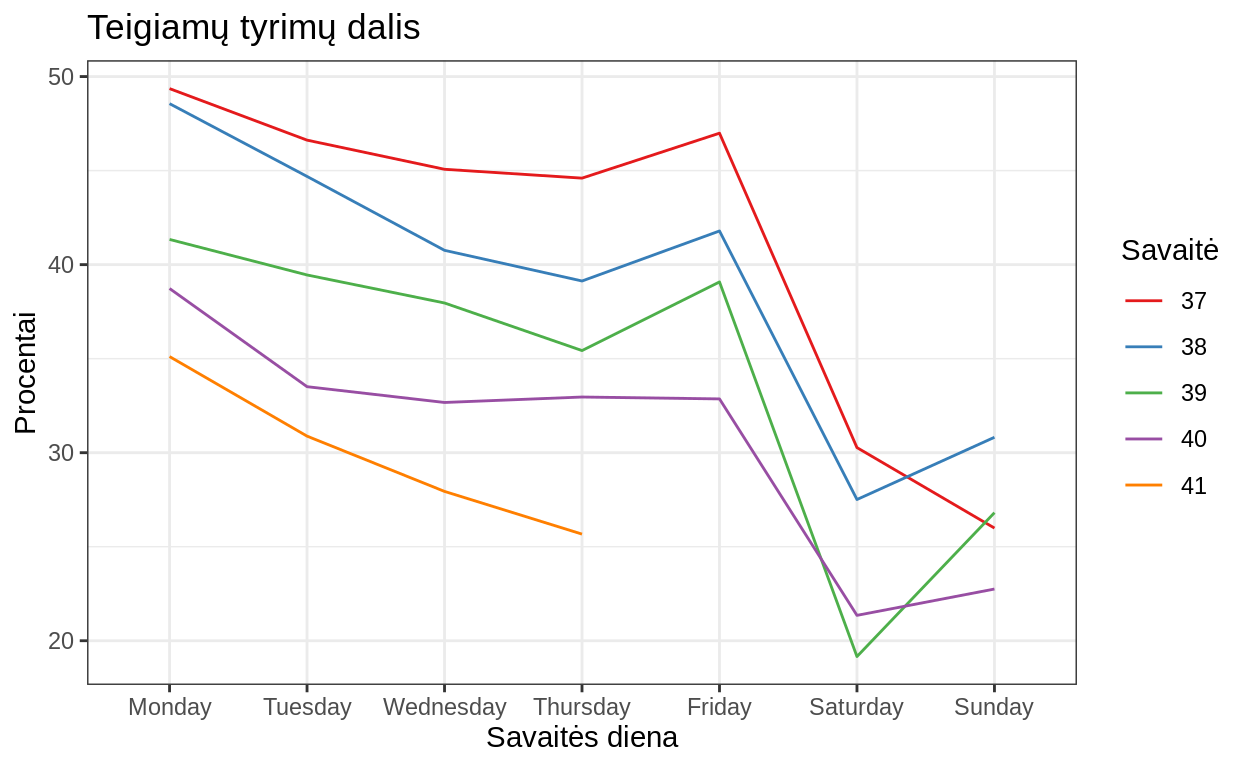 Teigiamų tyrimų dalis
Procentai
50
40
30
20
Monday Tuesday Wednesday Thursday Friday Saturday Sunday
Savaitės diena
Savaitė
37
38
39
40
41